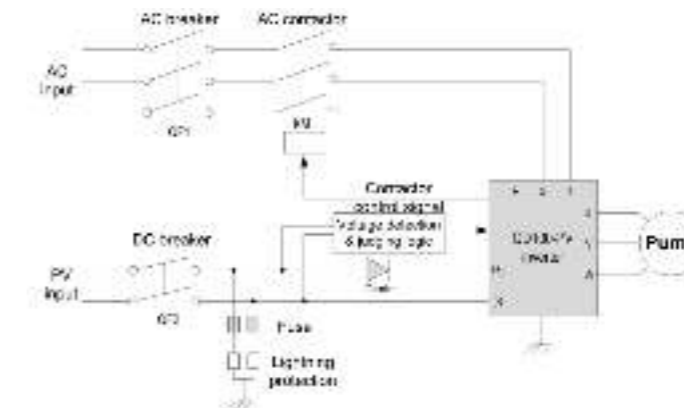 AC breaker AC contactor
AC
input
QF1
KM
Contactor
control signal
Voltage detection
& judging logic
DC breaker
PV
input
QF2
Fuse
Lightning
protection
Pum